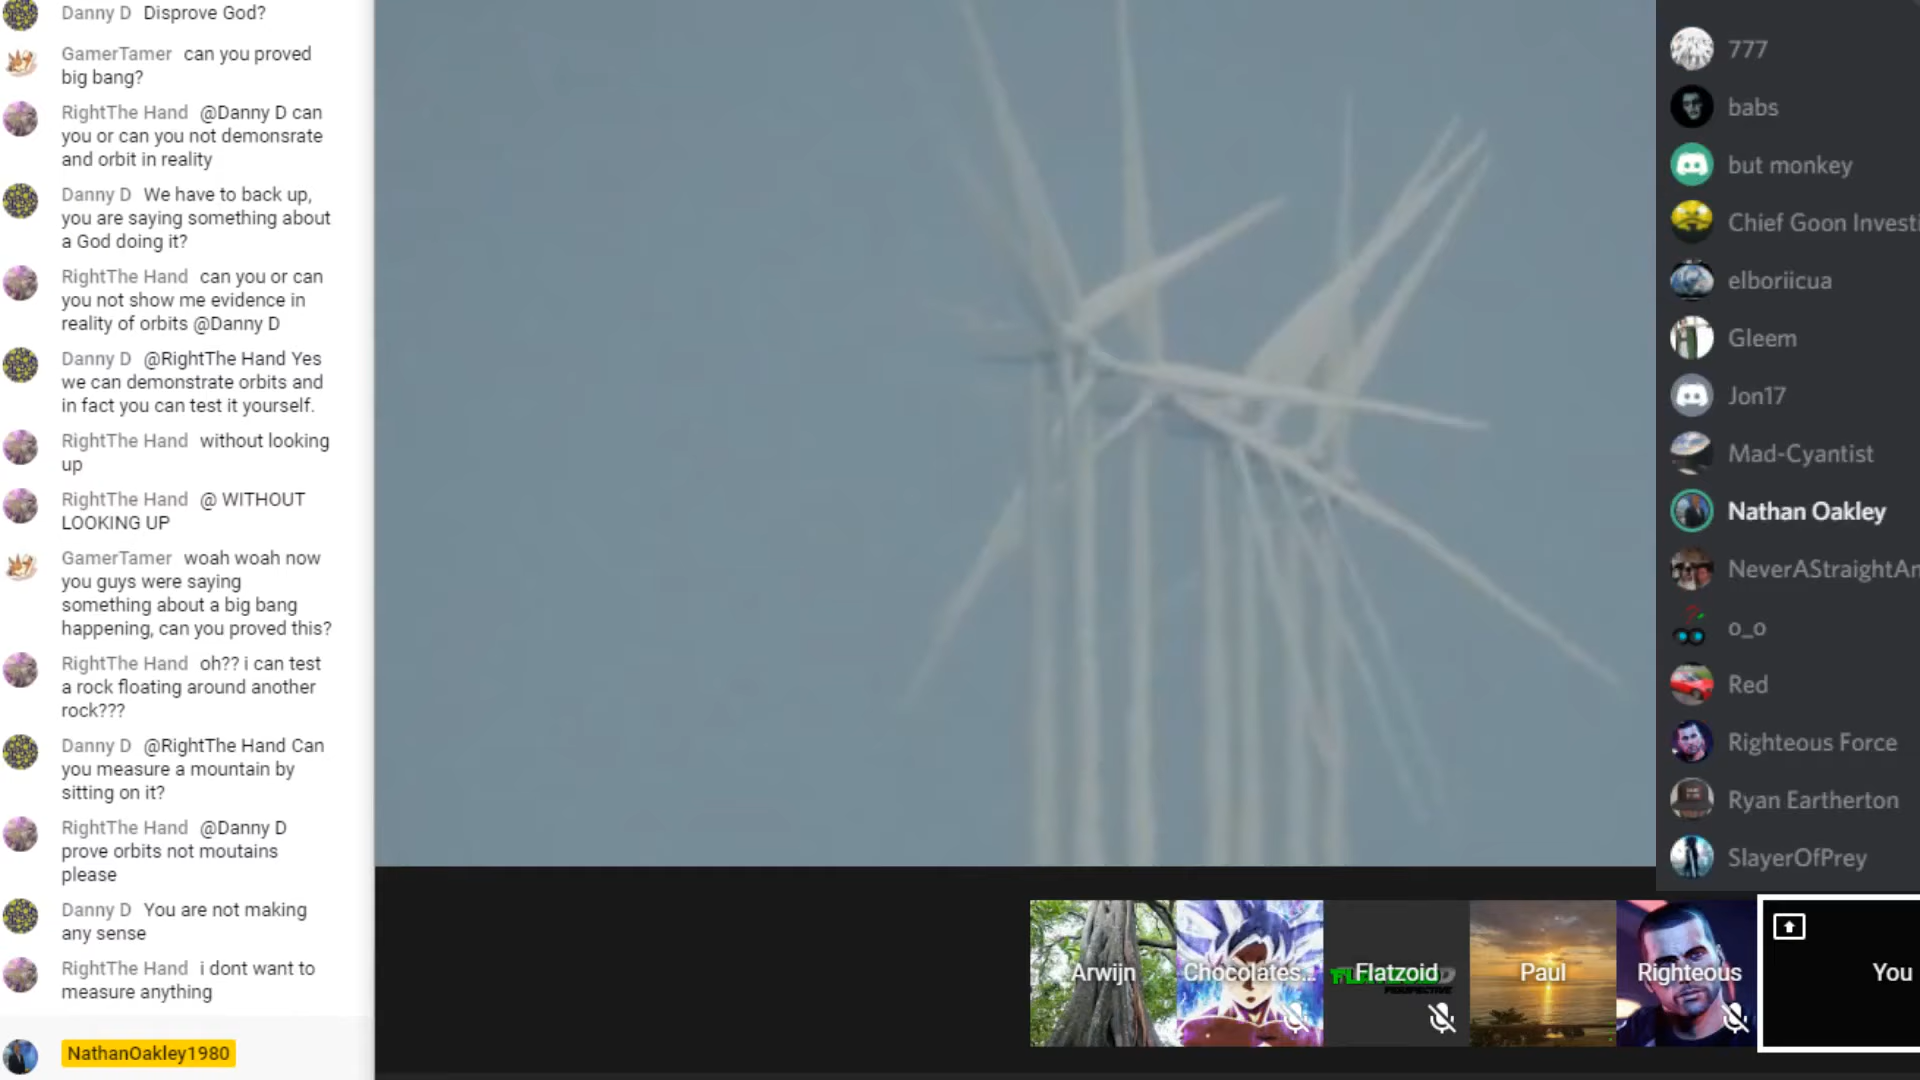 Danny D Disprove God?
GamerTamer can you proved
big bang?
RightThe Hand @Danny D can
you or can you not demonsrate
and orbit in reality
Danny D We have to back up,
you are saying something about
a God doing it?
RightThe Hand can you or can
you not show me evidence in
reality of orbits @Danny D
Danny D @RightThe Hand Yes
we can demonstrate orbits and
in fact you can test it yourself.
RightThe Hand without looking
up
RightThe Hand @ WITHOUT
LOOKING UP
GamerTamer woah woah now
you guys were saying
something about a big bang
happening, can you proved this?
RightThe Hand oh?? i can test
a rock floating around another
rock???
Danny D @RightThe Hand Can
you measure a mountain by
sitting on it?
RightThe Hand @Danny D
prove orbits not moutains
please
Danny D You are not making
any sense
RightThe Hand i dont want to
measure anything
NathanOakley1980
777
babs
but monkey
Chief Goon Investi
elboriicua
Gleem
Jon17
Mad-Cyantist
Nathan Oakley
NeverAStraightAn
o_o
Red
Righteous Force
Ryan Eartherton
SlayerOfPrey
Arwijn
Chocolates...
Flatzoid
PERSPECTIVE
Paul
Righteous
You